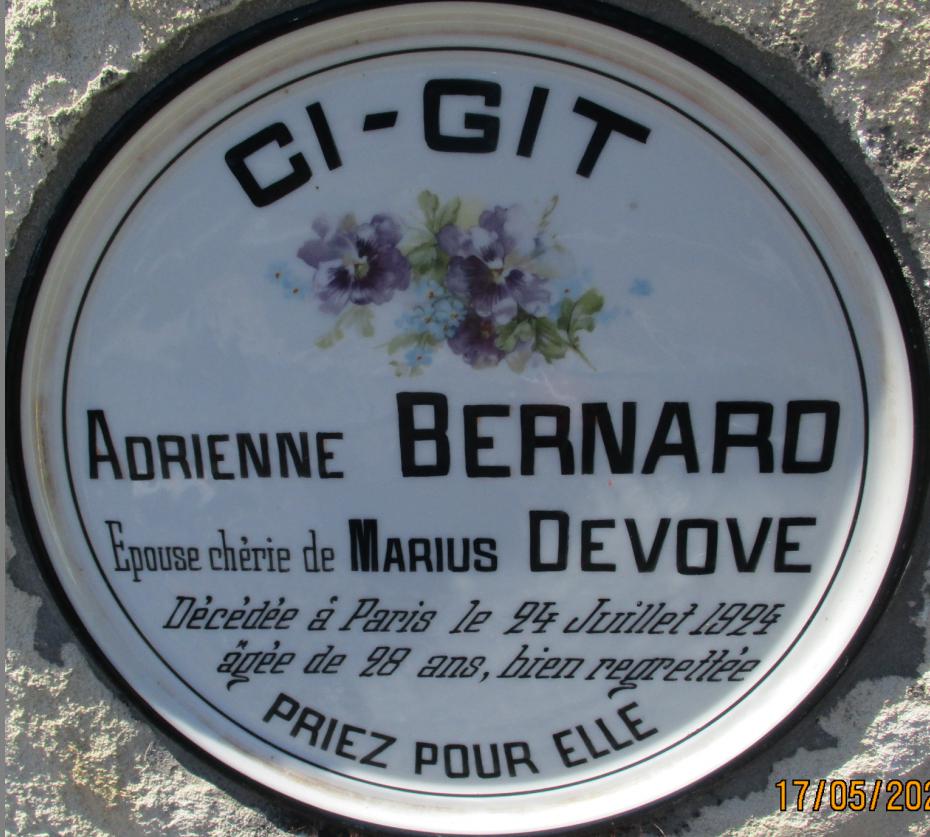 CI-GIT
ADRIENNE BERNARD
Epouse chérie de MARIUS DEVOVE
Décédée à Paris le 24 Juillet 1924
âgée de 28 ans, bien regrettée
PRIEZ POUR ELLE
17/05/202